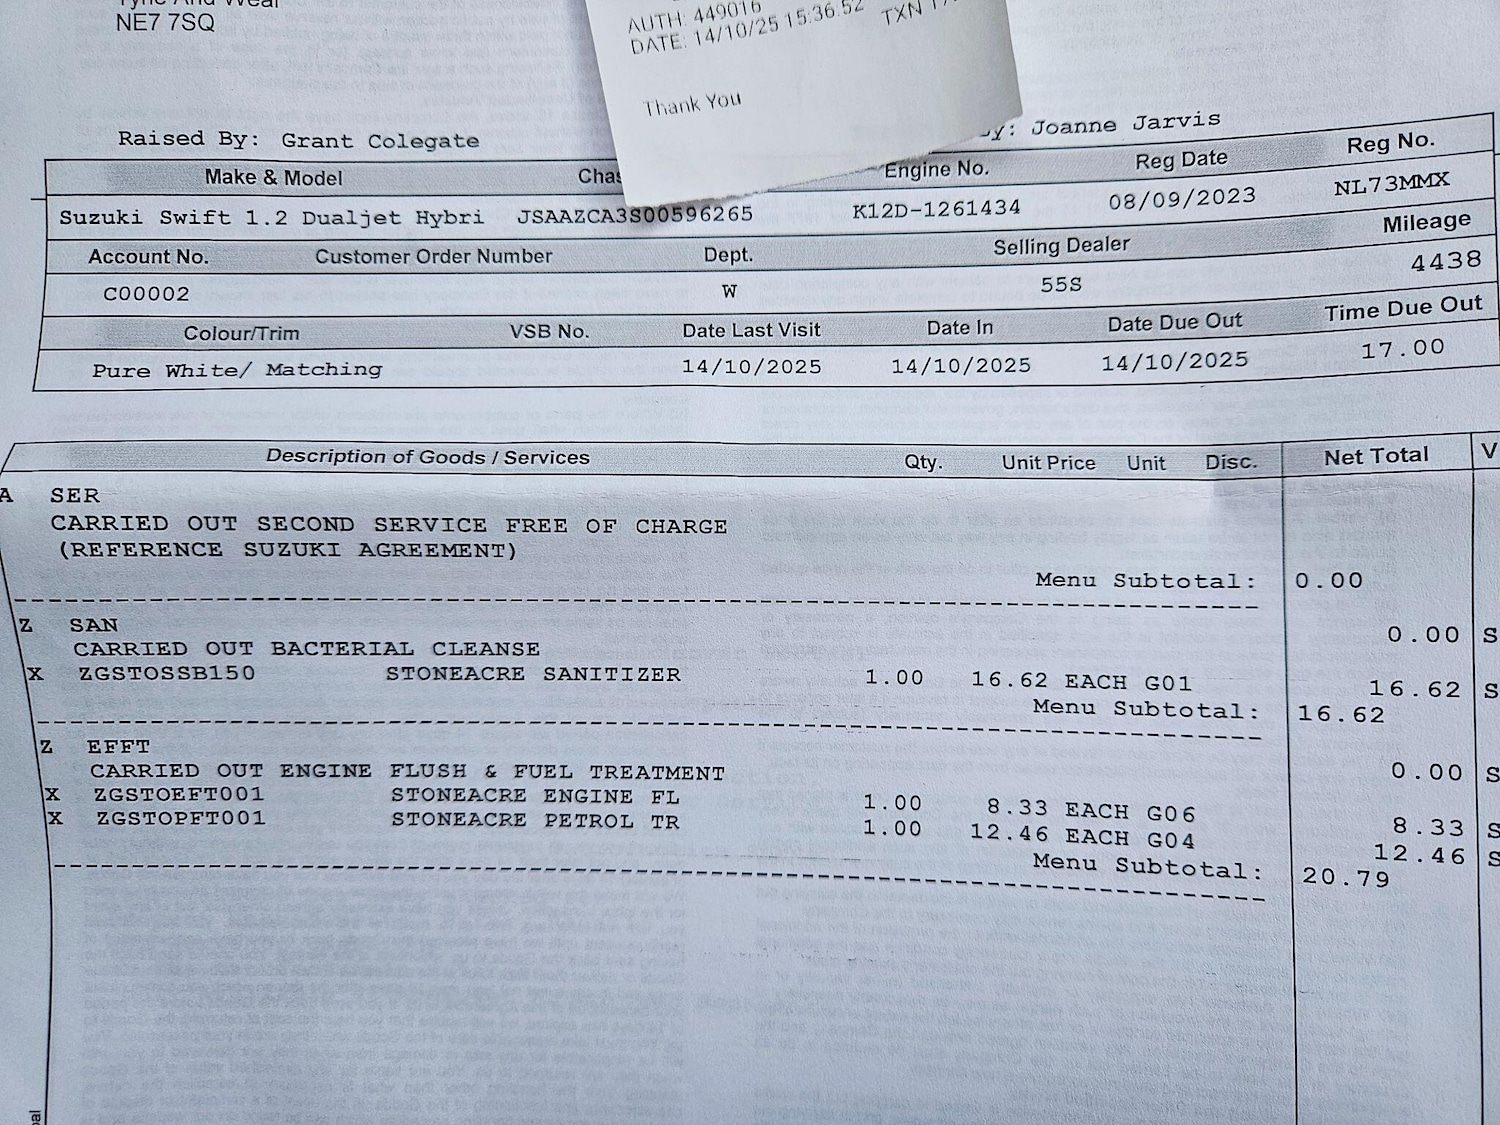 Tyne And Wear
NE7 7SQ
AUTH: 449016
DATE: 14/10/25 15:36.52 TXN
Thank You
Raised By: Grant Colegate
Joanne Jarvis
Make & Model Chas Engine No. Reg Date Reg No.
Suzuki Swift 1.2 Dualjet Hybri JSAAZCA3S00596265 K12D-1261434 08/09/2023 NL73MMX
Account No. Customer Order Number Dept. Selling Dealer Mileage
C00002 W 55S 4438
Colour/Trim VSB No. Date Last Visit Date In Date Due Out Time Due Out
Pure White/ Matching 14/10/2025 14/10/2025 14/10/2025 17.00
Description of Goods / Services Qty. Unit Price Unit Disc. Net Total V
A SER
CARRIED OUT SECOND SERVICE FREE OF CHARGE
(REFERENCE SUZUKI AGREEMENT)
Menu Subtotal: 0.00
Z SAN 0.00 S
CARRIED OUT BACTERIAL CLEANSE
X ZGSTOSSB150 STONEACRE SANITIZER 1.00 16.62 EACH G01 16.62 S
Menu Subtotal: 16.62
Z EFFT 0.00 S
CARRIED OUT ENGINE FLUSH & FUEL TREATMENT
X ZGSTOEFT001 STONEACRE ENGINE FL 1.00 8.33 EACH G06 8.33 S
X ZGSTOPFT001 STONEACRE PETROL TR 1.00 12.46 EACH G04 12.46 S
Menu Subtotal: 20.79